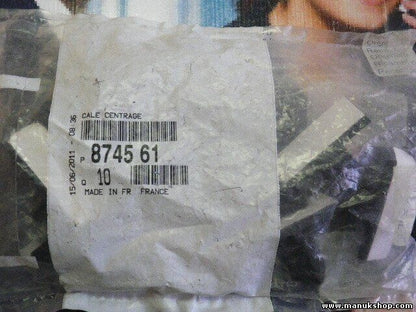 CALE CENTRAGE
P 8745 61
Q 10
MADE IN FR FRANCE
15/06/2011 - 08:36
www.manukshop.com